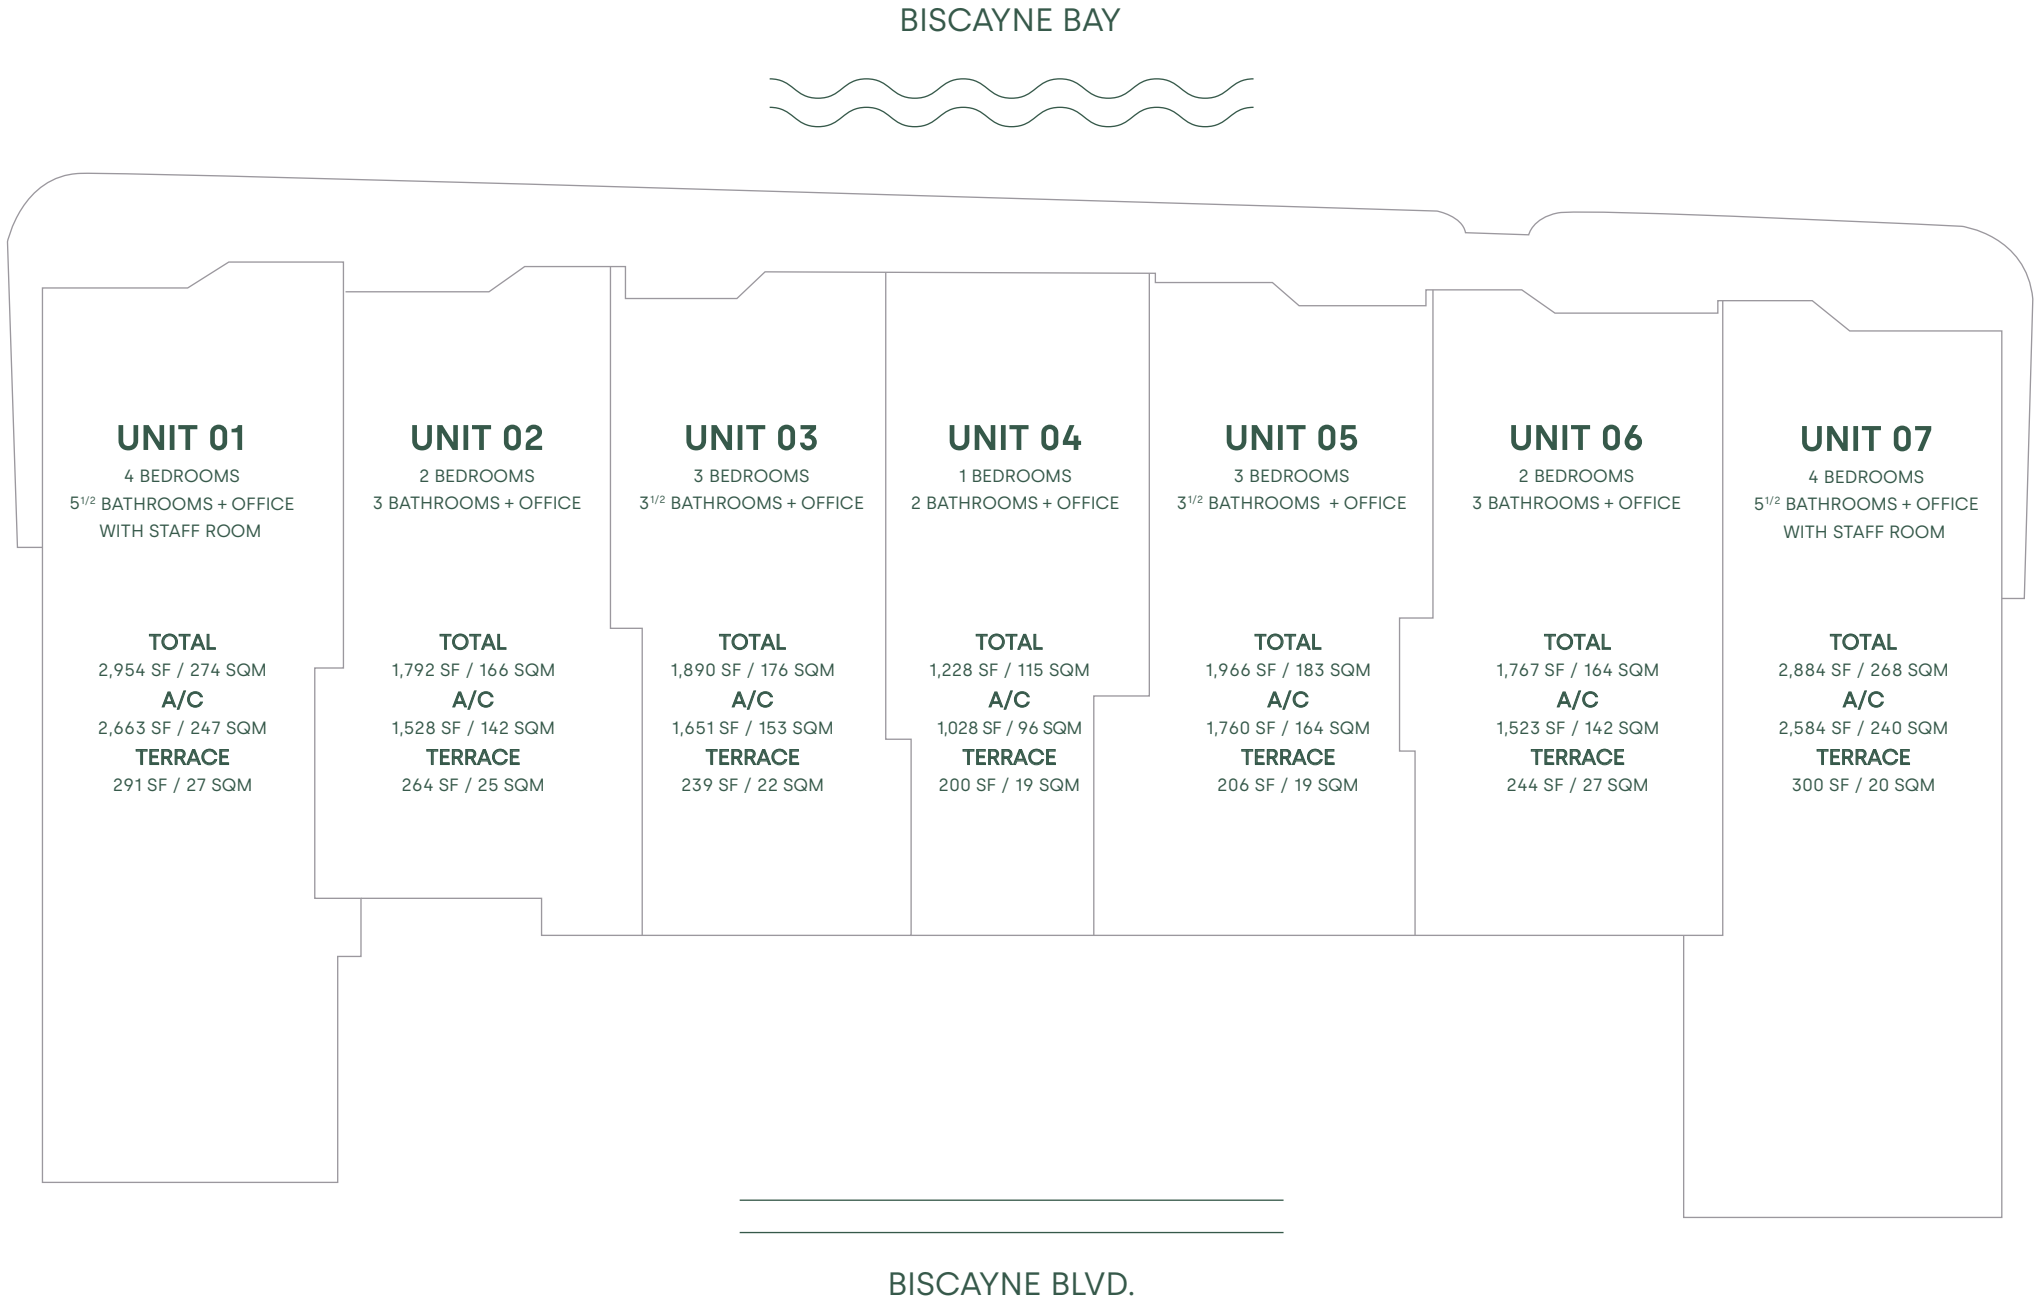 BISCAYNE BAY
UNIT 01
4 BEDROOMS
5 1/2 BATHROOMS + OFFICE
WITH STAFF ROOM
TOTAL
2,954 SF / 274 SQM
A/C
2,663 SF / 247 SQM
TERRACE
291 SF / 27 SQM
UNIT 02
2 BEDROOMS
3 BATHROOMS + OFFICE
TOTAL
1,792 SF / 166 SQM
A/C
1,528 SF / 142 SQM
TERRACE
264 SF / 25 SQM
UNIT 03
3 BEDROOMS
3 1/2 BATHROOMS + OFFICE
TOTAL
1,890 SF / 176 SQM
A/C
1,651 SF / 153 SQM
TERRACE
239 SF / 22 SQM
UNIT 04
1 BEDROOMS
2 BATHROOMS + OFFICE
TOTAL
1,228 SF / 115 SQM
A/C
1,028 SF / 96 SQM
TERRACE
200 SF / 19 SQM
UNIT 05
3 BEDROOMS
3 1/2 BATHROOMS + OFFICE
TOTAL
1,966 SF / 183 SQM
A/C
1,760 SF / 164 SQM
TERRACE
206 SF / 19 SQM
UNIT 06
2 BEDROOMS
3 BATHROOMS + OFFICE
TOTAL
1,767 SF / 164 SQM
A/C
1,523 SF / 142 SQM
TERRACE
244 SF / 27 SQM
UNIT 07
4 BEDROOMS
5 1/2 BATHROOMS + OFFICE
WITH STAFF ROOM
TOTAL
2,884 SF / 268 SQM
A/C
2,584 SF / 240 SQM
TERRACE
300 SF / 20 SQM
BISCAYNE BLVD.